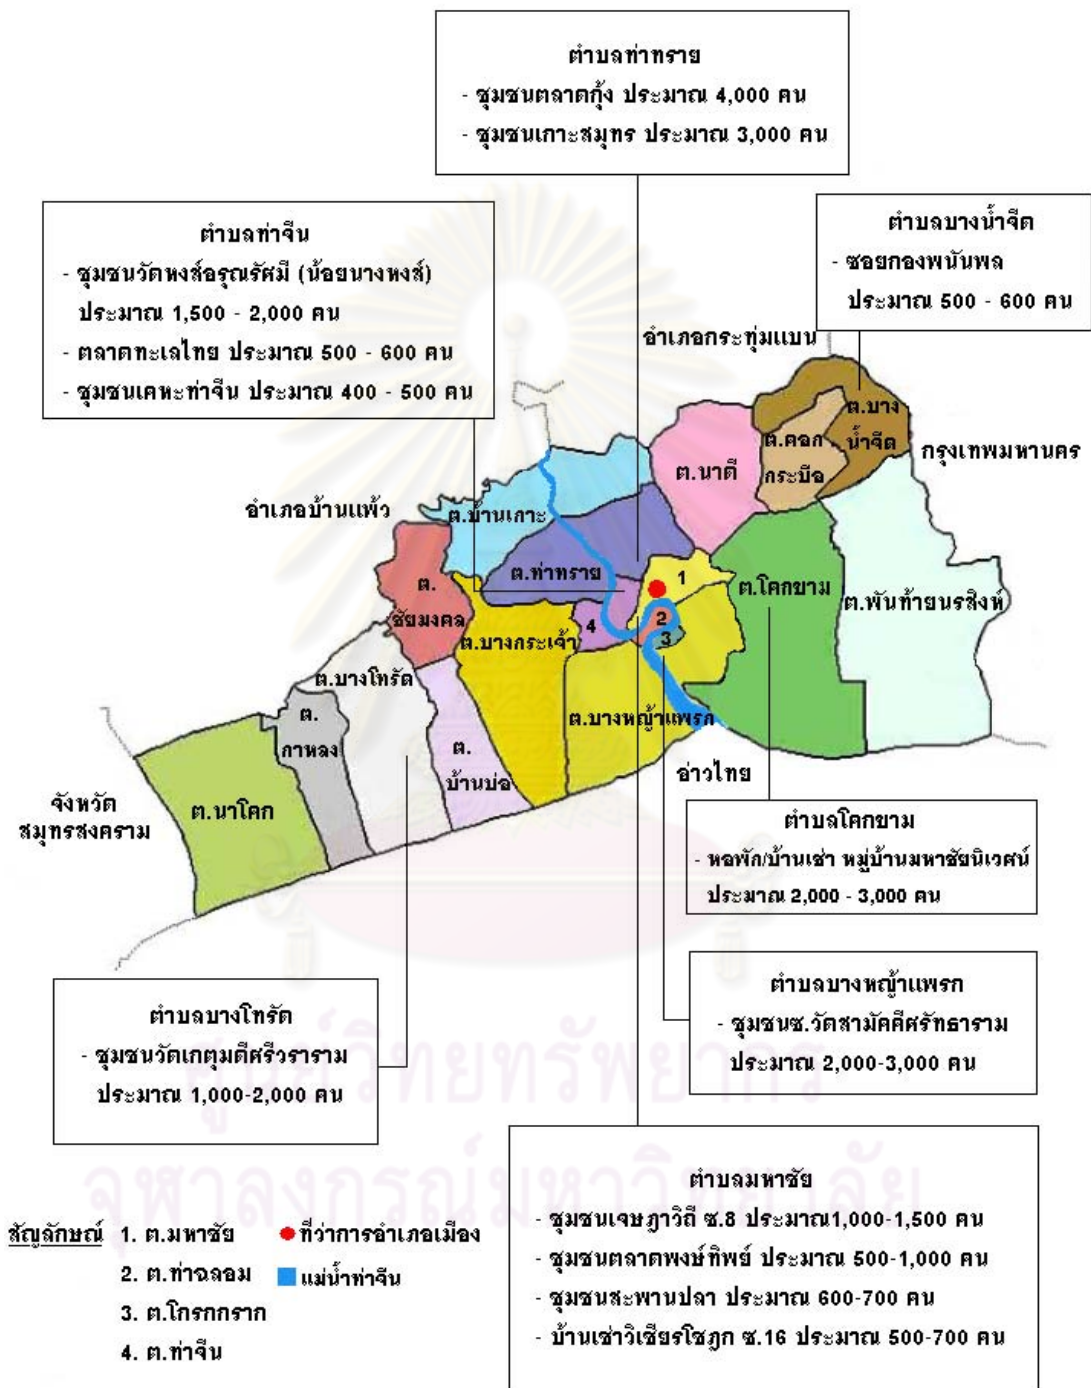 ตำบลท่าทราย
- ชุมชนตลาดกุ้ง ประมาณ 4,000 คน
- ชุมชนเกาะสมุทร ประมาณ 3,000 คน
ตำบลท่าจีน
- ชุมชนวัดหงส์อรุณรัศมี (น้อยนางหงส์)
ประมาณ 1,500 - 2,000 คน
- ตลาดทะเลไทย ประมาณ 500 - 600 คน
- ชุมชนเคหะท่าจีน ประมาณ 400 - 500 คน
ตำบลบางน้ำจืด
- ซอยกองพนันพล
ประมาณ 500 - 600 คน
อำเภอกระทุ่มแบน
ต.บาง
น้ำจืด
ต.คอก
กระบือ
กรุงเทพมหานคร
ต.นาดี
อำเภอบ้านแพ้ว
ต.บ้านเกาะ
ต.ท่าทราย
1
ต.โคกขาม
ต.พันท้ายนรสิงห์
ต.
ชัยมงคล
4
2
3
ต.บางกระเจ้า
ต.บางโทรัด
ต.
กาหลง
ต.บางหญ้าแพรก
ต.
บ้านบ่อ
อ่าวไทย
จังหวัด
สมุทรสงคราม
ต.นาโคก
ตำบลโคกขาม
- หอพัก/บ้านเช่า หมู่บ้านมหาชัยนิเวศน์
ประมาณ 2,000 - 3,000 คน
ตำบลบางหญ้าแพรก
- ชุมชนซ.วัดสามัคคีศรัทธาราม
ประมาณ 2,000-3,000 คน
ตำบลบางโทรัด
- ชุมชนวัดเกตุมดีศรีวราราม
ประมาณ 1,000-2,000 คน
ศูนย์วิทยทรัพยากร
จุฬาลงกรณ์มหาวิทยาลัย
ตำบลมหาชัย
- ชุมชนเจษฎาวิถี ซ.8 ประมาณ1,000-1,500 คน
- ชุมชนตลาดพงษ์ทิพย์ ประมาณ 500-1,000 คน
- ชุมชนสะพานปลา ประมาณ 600-700 คน
- บ้านเช่าวิเชียรโชฎก ซ.16 ประมาณ 500-700 คน
สัญลักษณ์ 1. ต.มหาชัย ที่ว่าการอำเภอเมือง
2. ต.ท่าฉลอม แม่น้ำท่าจีน
3. ต.โกรกกราก
4. ต.ท่าจีน